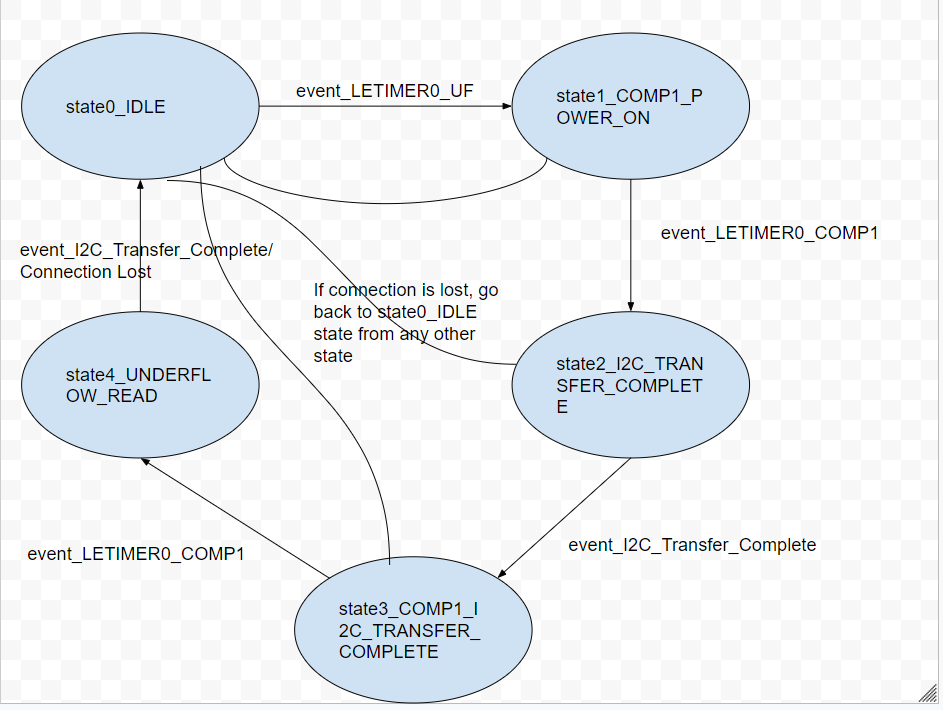 state0_IDLE
event_LETIMER0_UF
state1_COMP1_P
OWER_ON
event_I2C_Transfer_Complete/
Connection Lost
event_LETIMER0_COMP1
If connection is lost, go
back to state0_IDLE
state from any other
state
state4_UNDERFL
OW_READ
state2_I2C_TRAN
SFER_COMPLET
E
event_LETIMER0_COMP1
event_I2C_Transfer_Complete
state3_COMP1_I
2C_TRANSFER_
COMPLETE